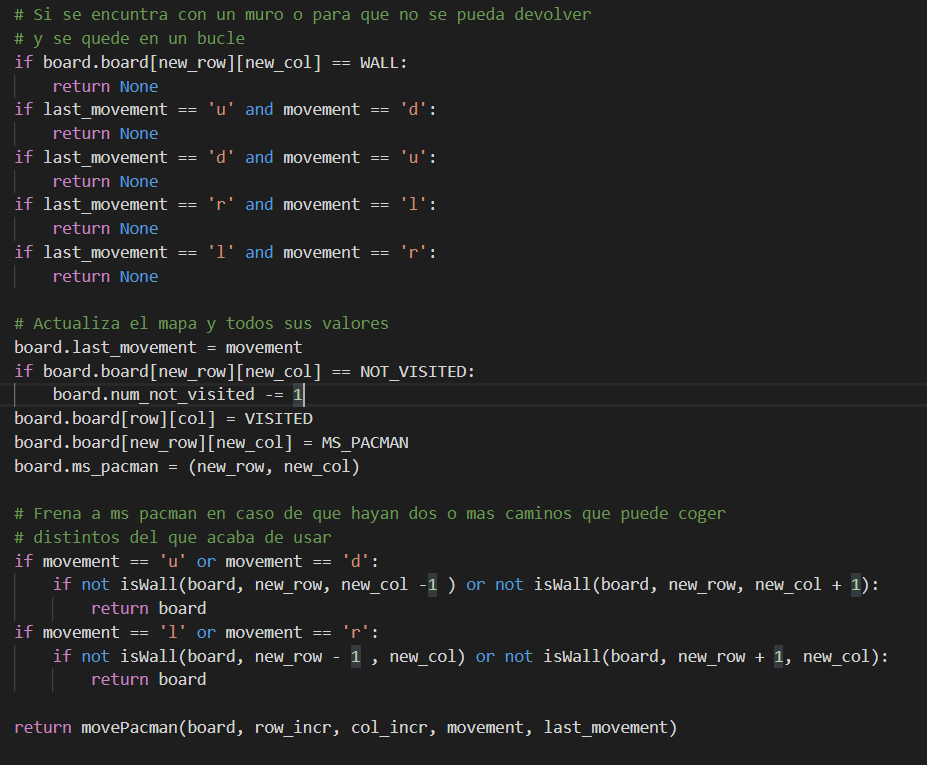 # Si se encuntra con un muro o para que no se pueda devolver
# y se quede en un bucle
if board.board[new_row][new_col] == WALL:
    return None
if last_movement == 'u' and movement == 'd':
    return None
if last_movement == 'd' and movement == 'u':
    return None
if last_movement == 'r' and movement == 'l':
    return None
if last_movement == 'l' and movement == 'r':
    return None

# Actualiza el mapa y todos sus valores
board.last_movement = movement
if board.board[new_row][new_col] == NOT_VISITED:
    board.num_not_visited -= 1
board.board[row][col] = VISITED
board.board[new_row][new_col] = MS_PACMAN
board.ms_pacman = (new_row, new_col)

# Frena a ms pacman en caso de que hayan dos o mas caminos que puede coger
# distintos del que acaba de usar
if movement == 'u' or movement == 'd':
    if not isWall(board, new_row, new_col -1 ) or not isWall(board, new_row, new_col + 1):
        return board
if movement == 'l' or movement == 'r':
    if not isWall(board, new_row - 1 , new_col) or not isWall(board, new_row + 1, new_col):
        return board

return movePacman(board, row_incr, col_incr, movement, last_movement)